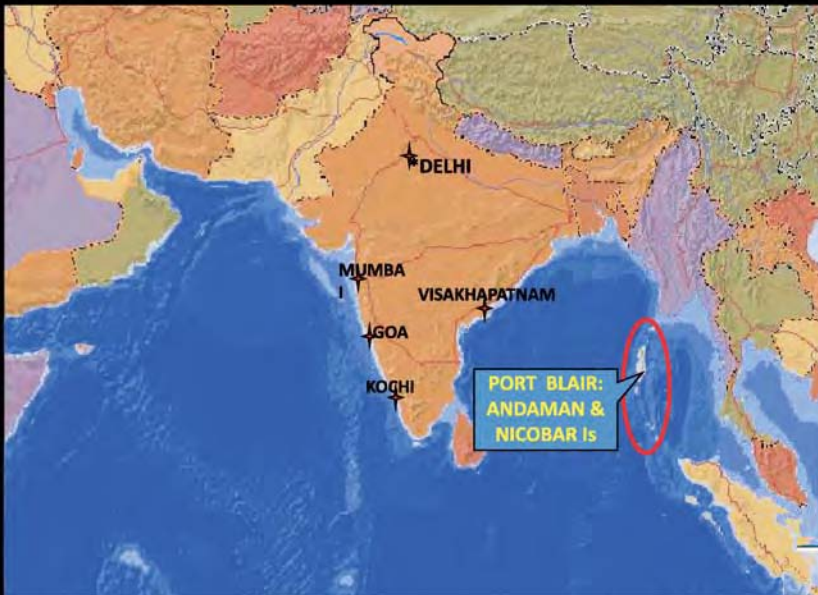 DELHI
MUMBA
I
VISAKHAPATNAM
GOA
KOCHI
PORT BLAIR:
ANDAMAN &
NICOBAR Is